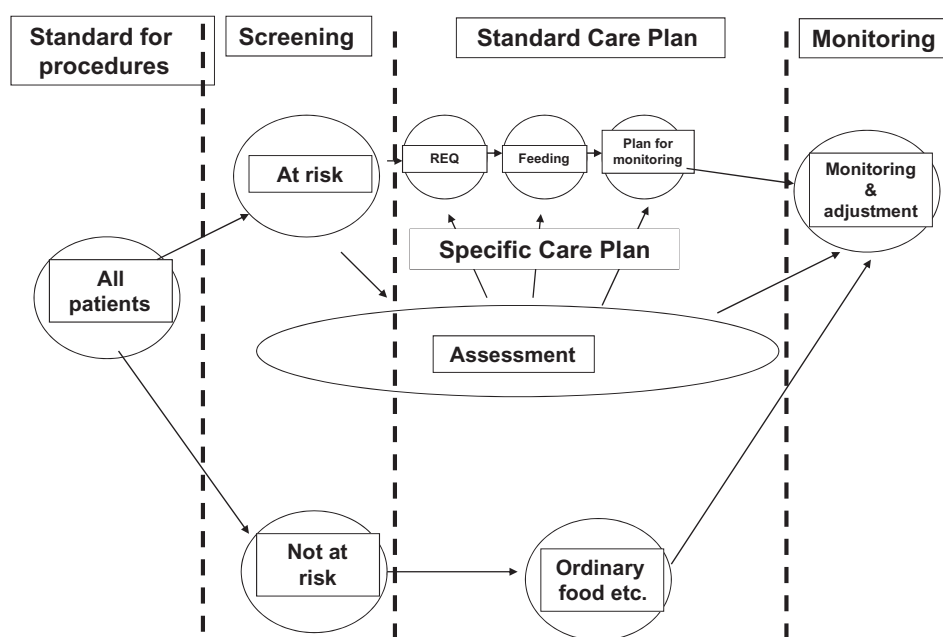 Standard for
procedures
Screening
Standard Care Plan
Monitoring
At risk
REQ
Feeding
Plan for
monitoring
Monitoring
&
adjustment
Specific Care Plan
All
patients
Assessment
Not at
risk
Ordinary
food etc.